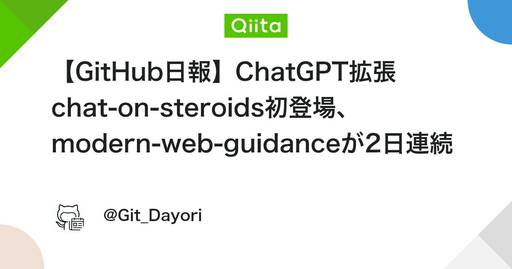 Qiita
【GitHub日報】ChatGPT拡張
chat-on-steroids初登場、
modern-web-guidanceが2日連続
@Git_Dayori